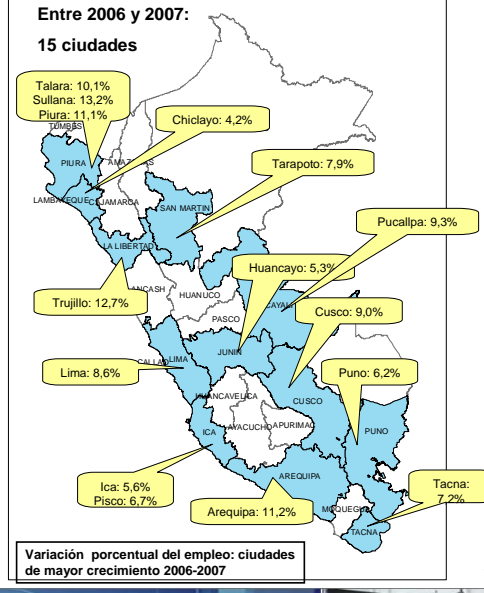 Entre 2006 y 2007:
15 ciudades
Talara: 10,1%
Sullana: 13,2%
Piura: 11,1%
Chiclayo: 4,2%
TUMBES
PIURA
Tarapoto: 7,9%
LAMBAYEQUE
CAJAMARCA
SAN MARTIN
Pucallpa: 9,3%
LA LIBERTAD
Huancayo: 5,3%
HUANUCO
Trujillo: 12,7%
PASCO
Cusco: 9,0%
LIMA
JUNIN
Lima: 8,6%
Puno: 6,2%
HUANCAVELICA
CUSCO
ICA
AYACUCHO
APURIMAC
PUNO
Ica: 5,6%
Pisco: 6,7%
AREQUIPA
Tacna:
7,2%
Arequipa: 11,2%
MOQUEGUA
TACNA
Variación porcentual del empleo: ciudades
de mayor crecimiento 2006-2007